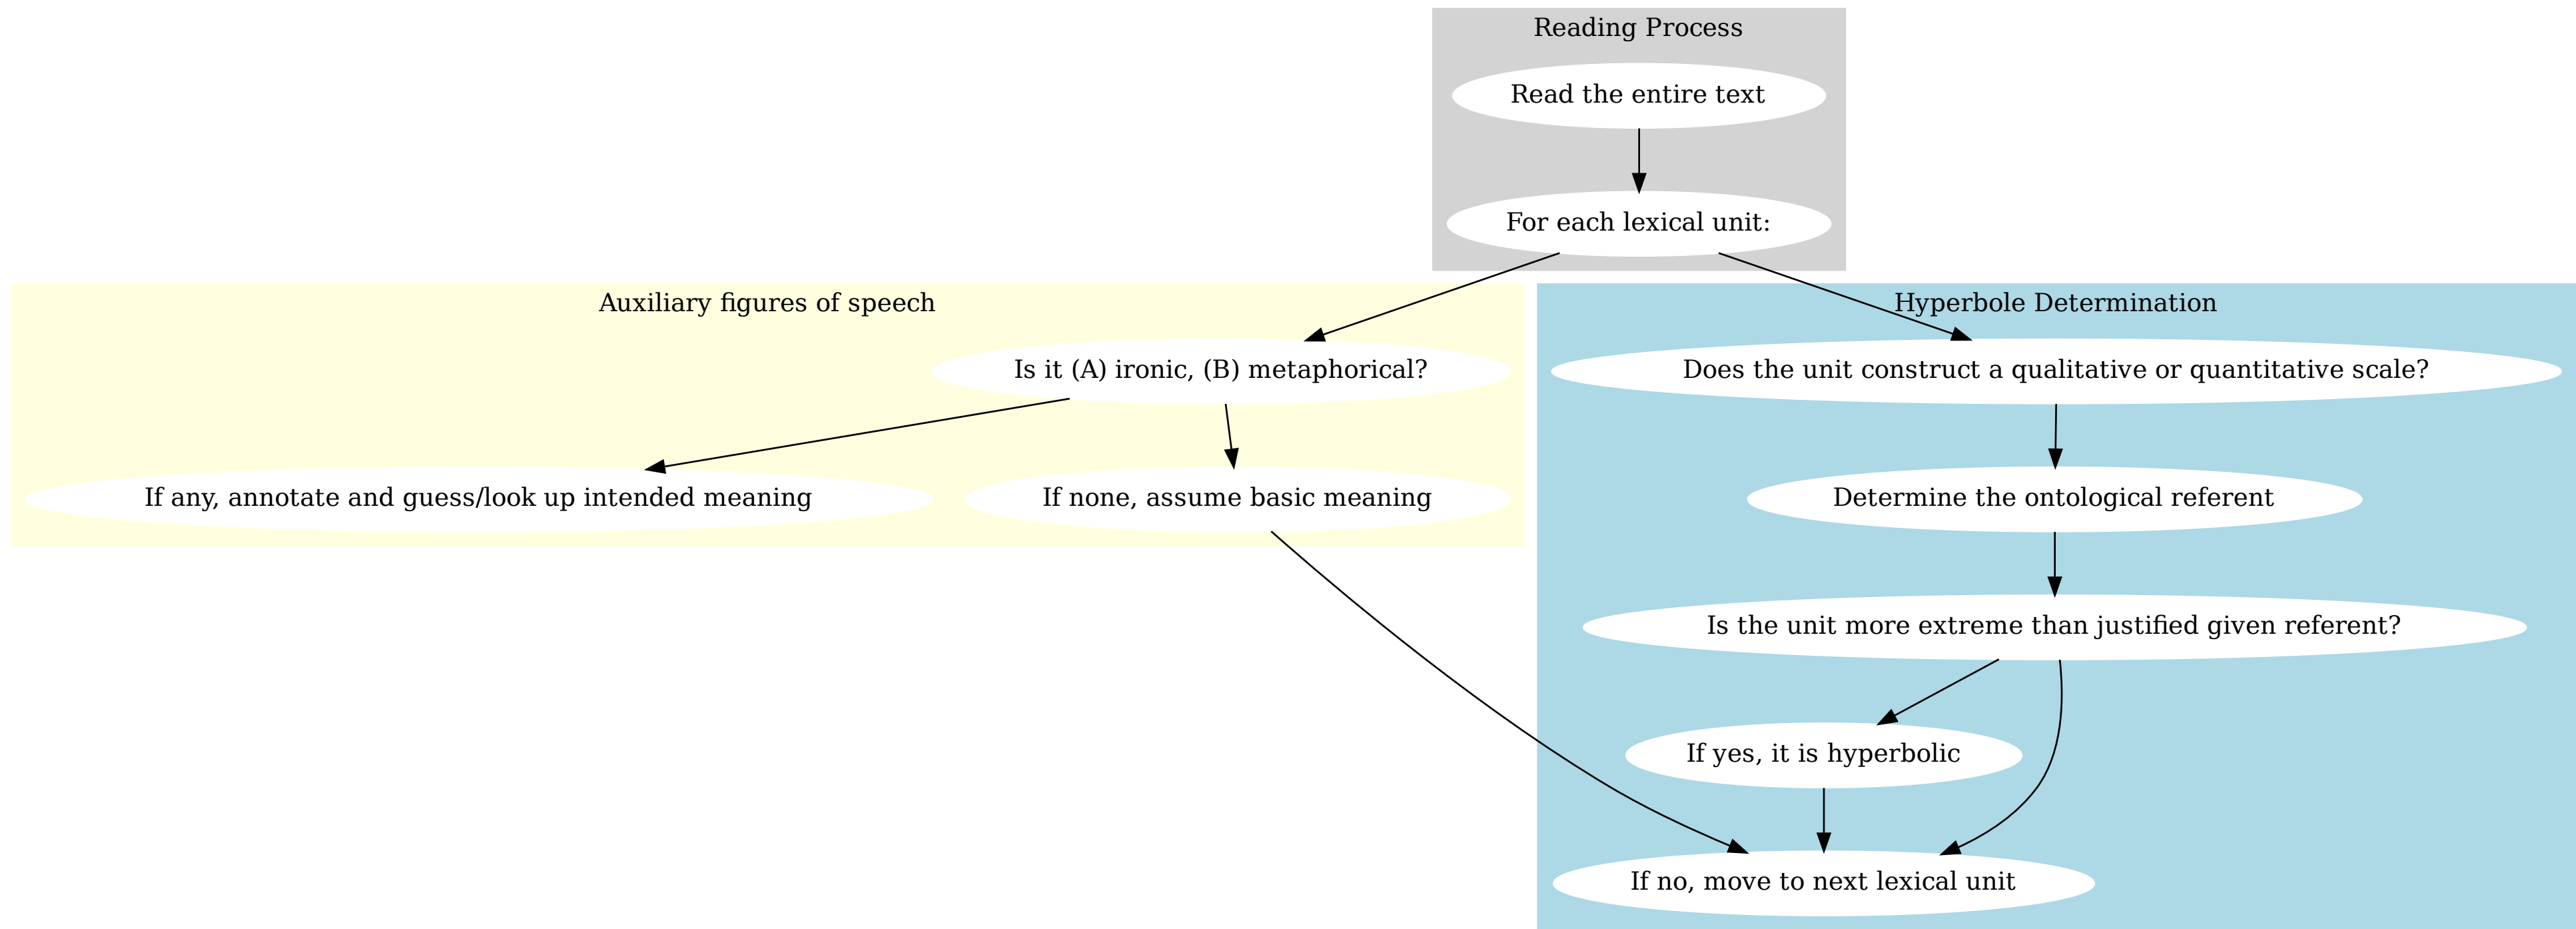 Reading Process
Read the entire text
For each lexical unit:
Auxiliary figures of speech
Hyperbole Determination
Is it (A) ironic, (B) metaphorical?
Does the unit construct a qualitative or quantitative scale?
If any, annotate and guess/look up intended meaning
If none, assume basic meaning
Determine the ontological referent
Is the unit more extreme than justified given referent?
If yes, it is hyperbolic
If no, move to next lexical unit